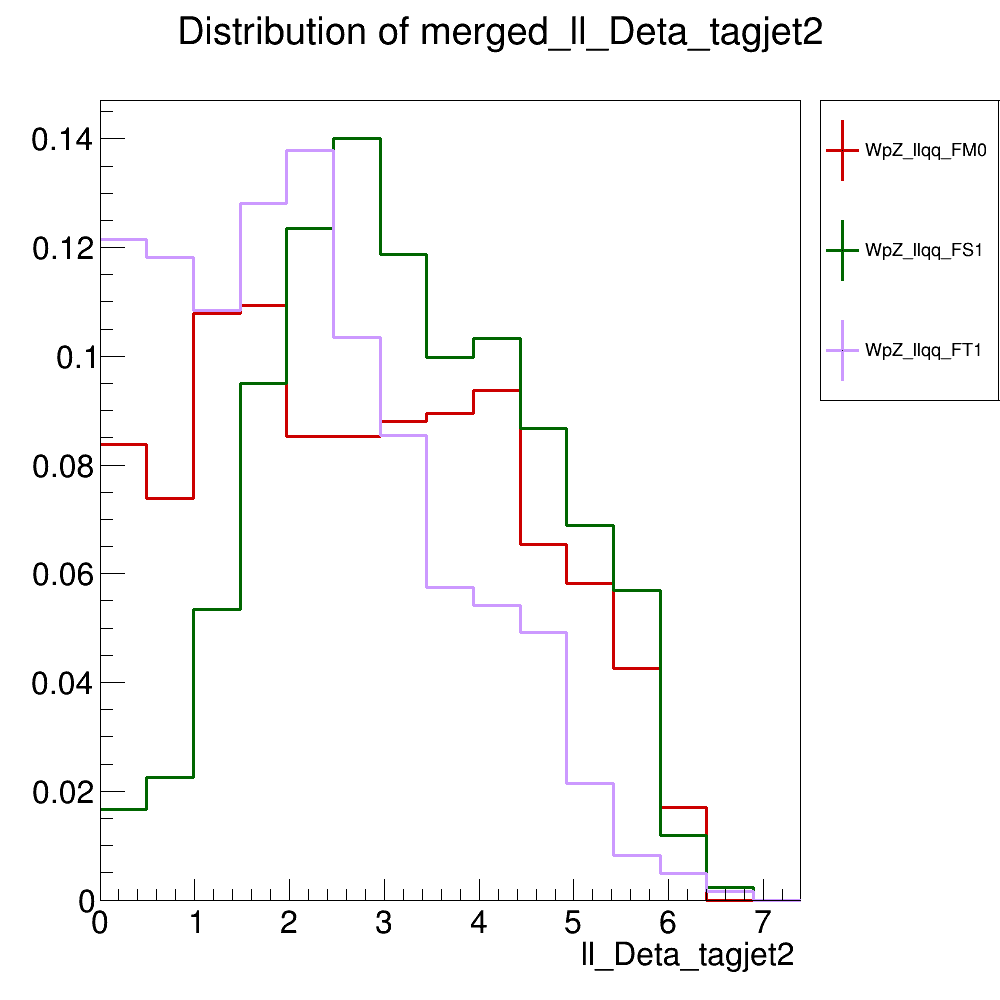 Distribution of merged_ll_Deta_tagjet2
0.14
0.12
0.1
0.08
0.06
0.04
0.02
0
0 1 2 3 4 5 6 7
ll_Deta_tagjet2
WpZ_llqq_FM0
WpZ_llqq_FS1
WpZ_llqq_FT1